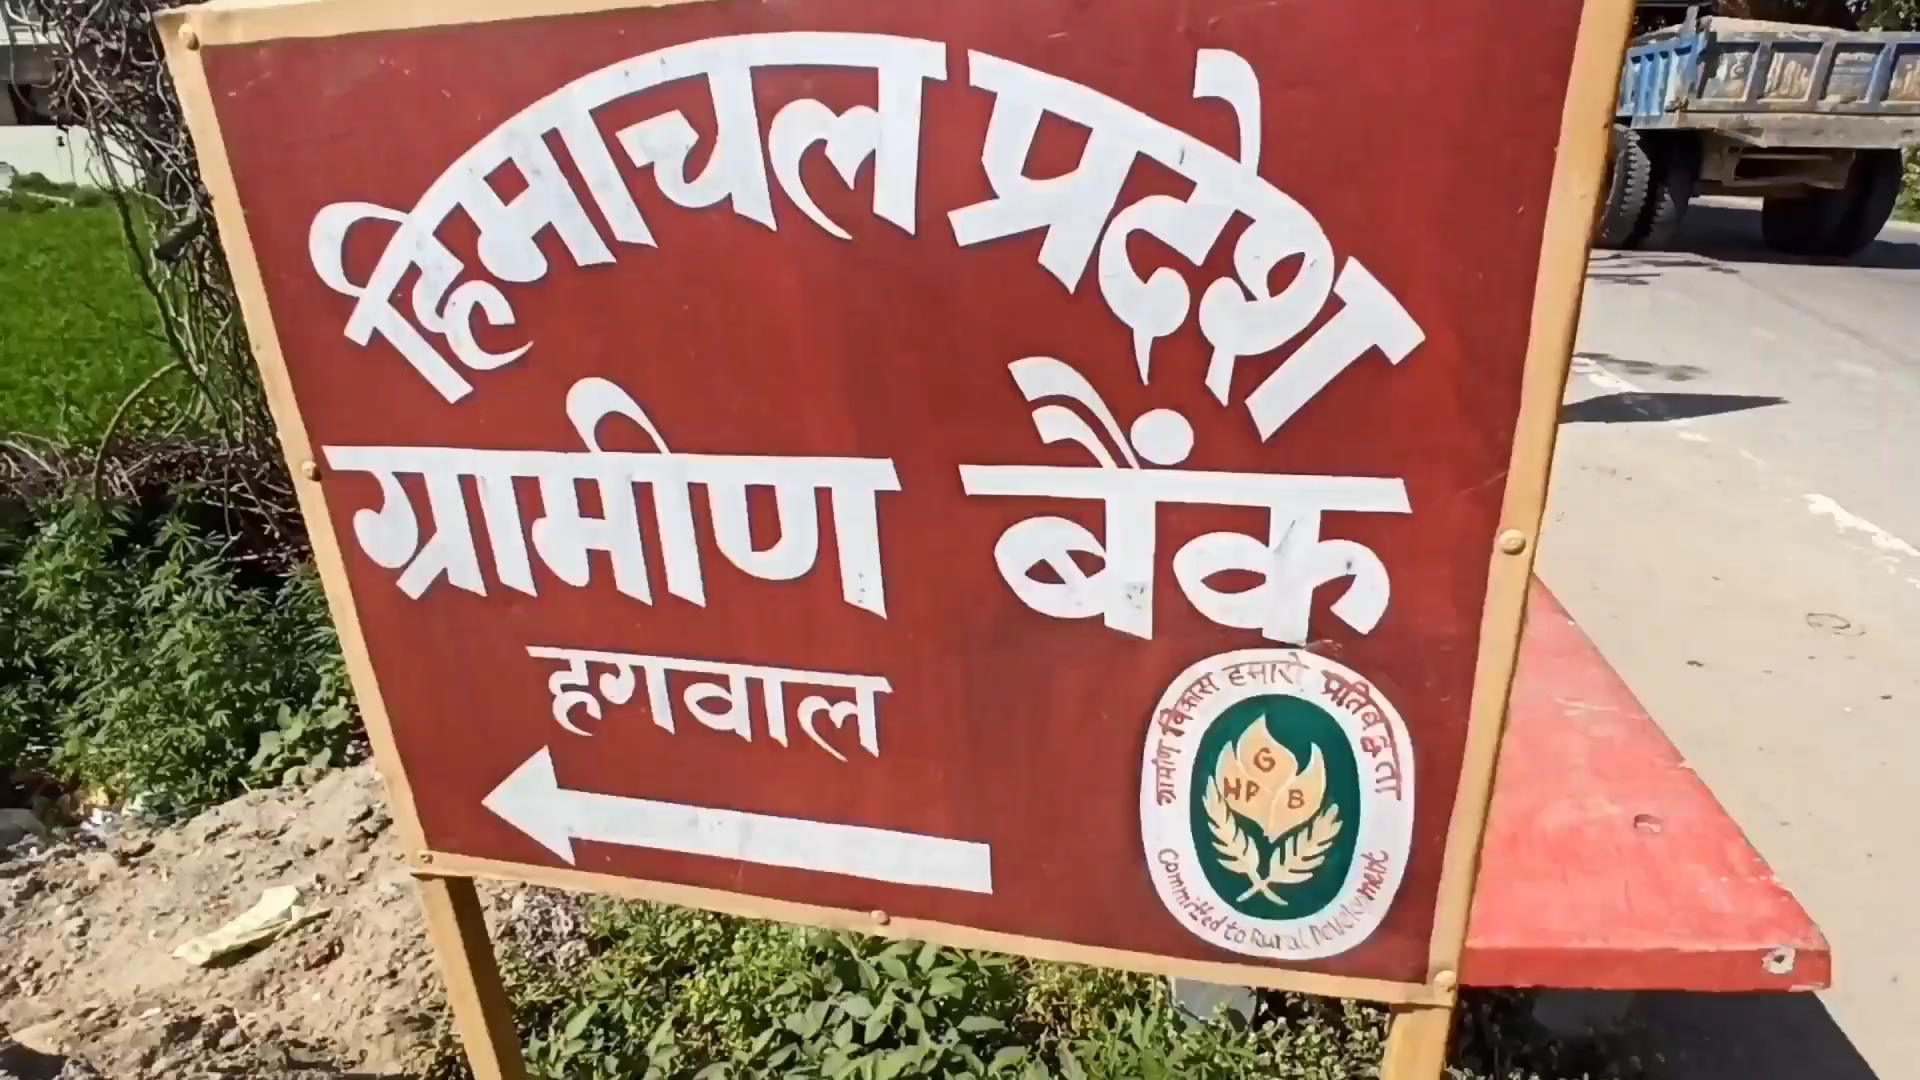 हिमाचल प्रदेश
ग्रामीण बैंक
हगवाल
ग्रामीण विकास हमारी प्रतिबद्धता
G
HP B
Committed to Rural Development